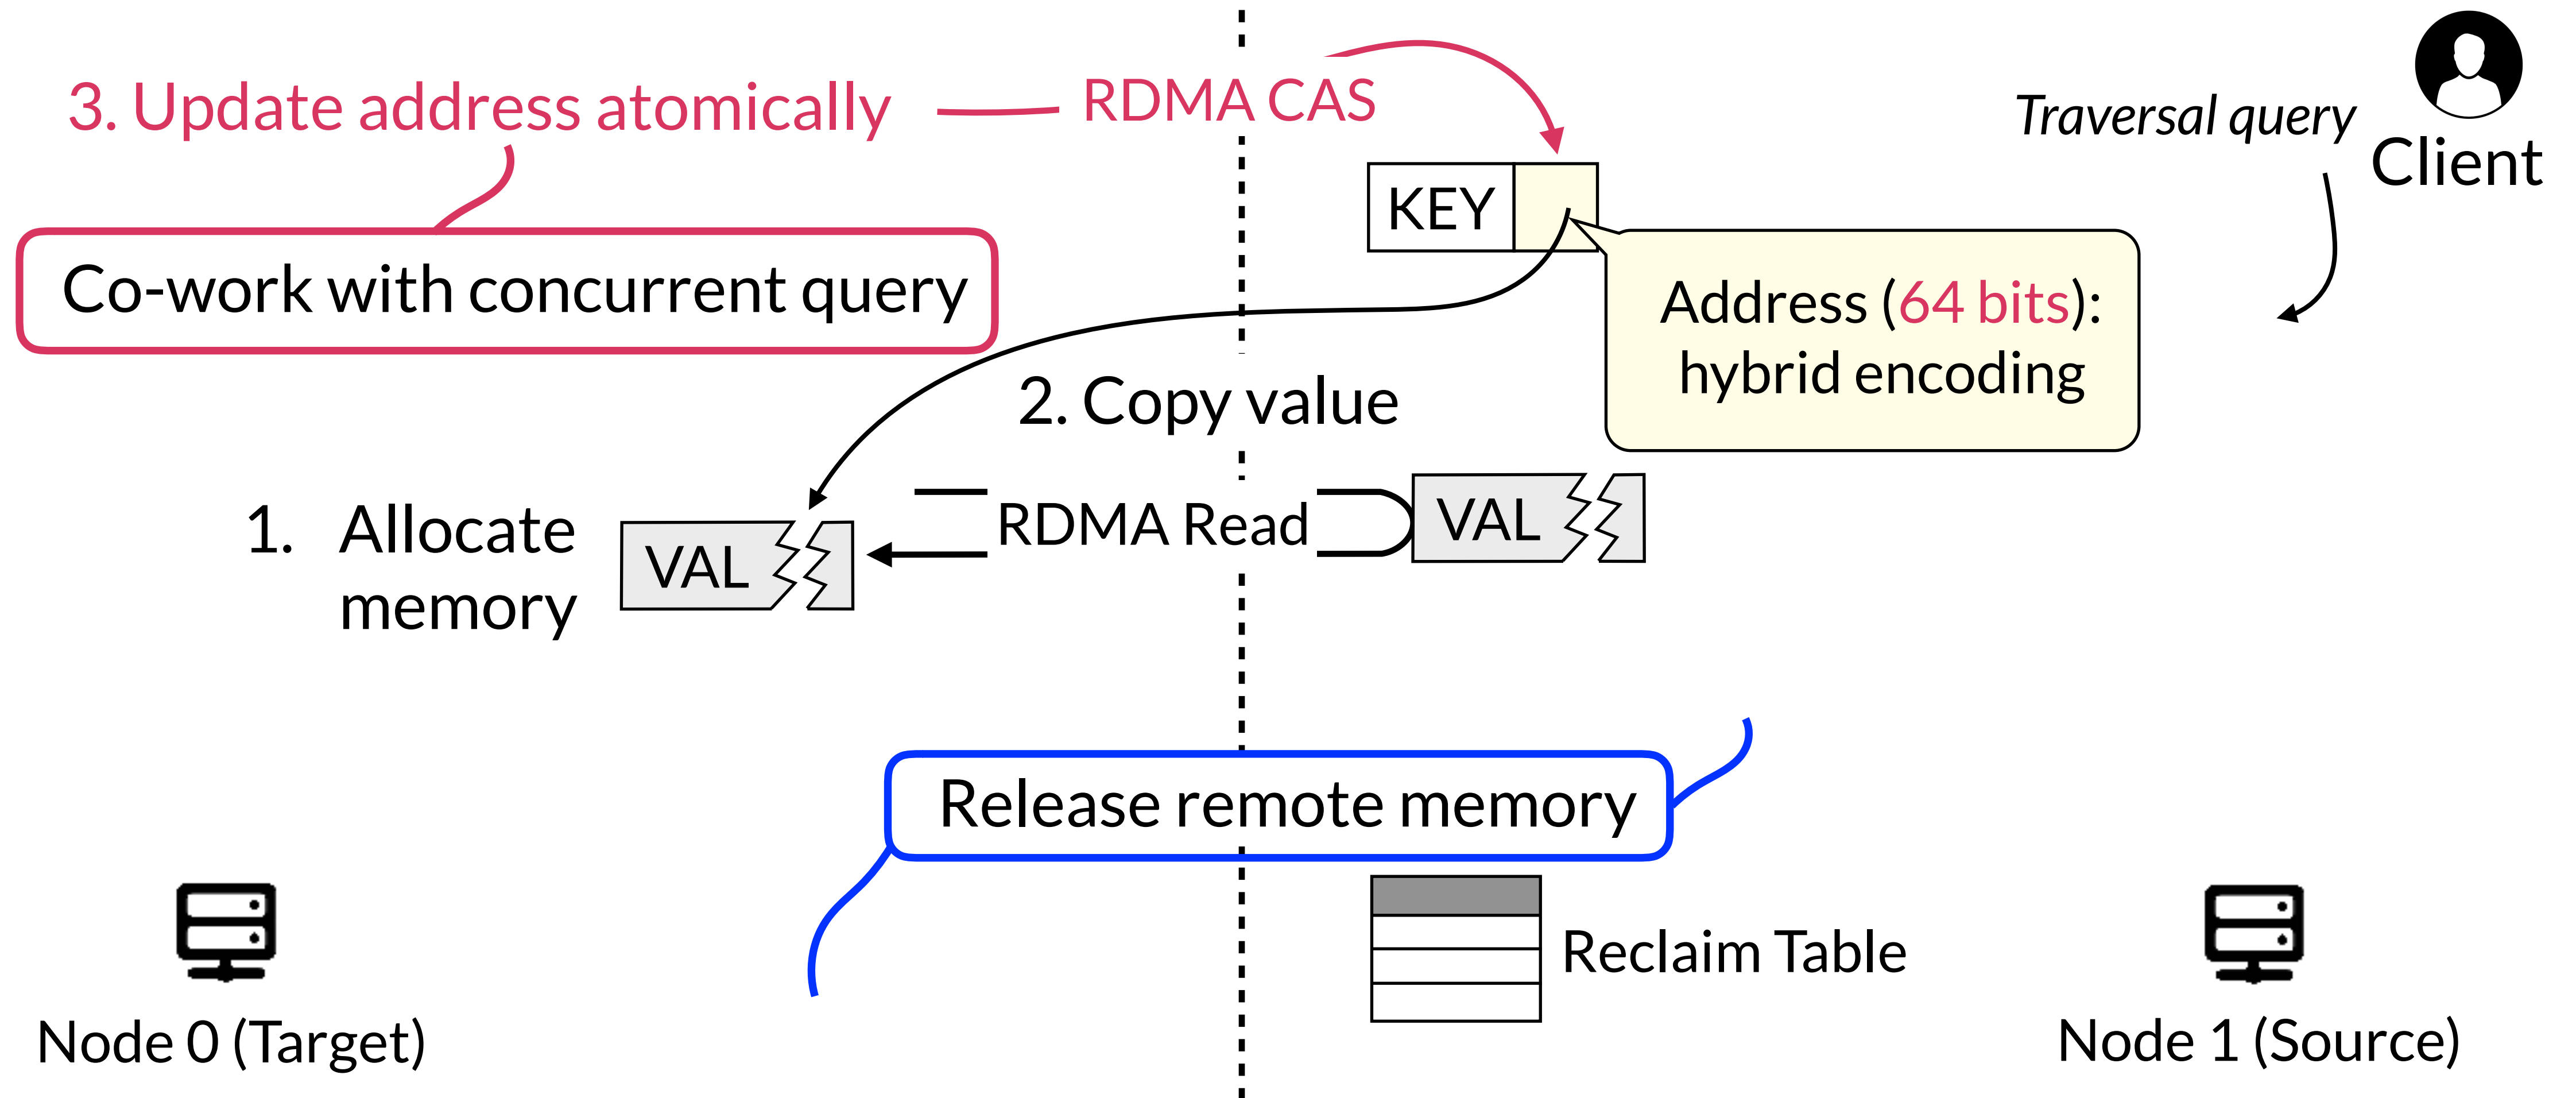 3. Update address atomically
RDMA CAS
Traversal query
Client
KEY
Co-work with concurrent query
Address (64 bits):
hybrid encoding
2. Copy value
1. Allocate
memory
VAL
RDMA Read
VAL
Release remote memory
Reclaim Table
Node 0 (Target)
Node 1 (Source)